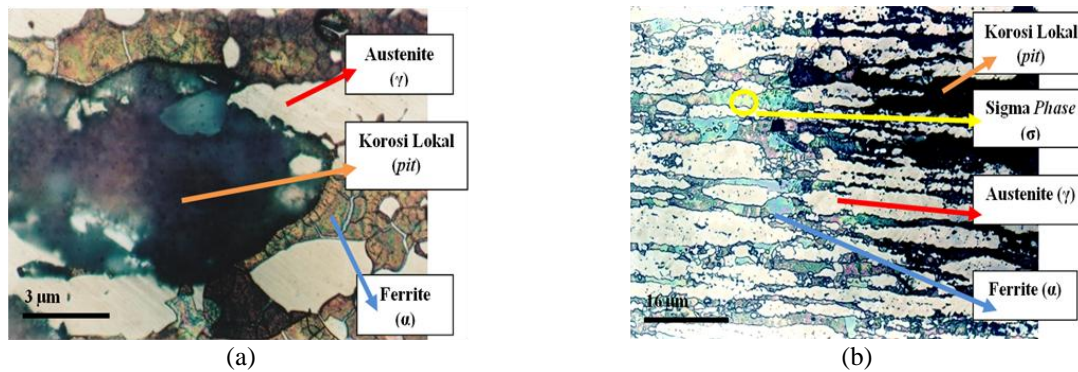 Austenite
(γ)
Korosi Lokal
(pit)
Ferrite
(α)
3 μm
(a)
Korosi Lokal
(pit)
Sigma Phase
(σ)
Austenite (γ)
Ferrite (α)
16 μm
(b)